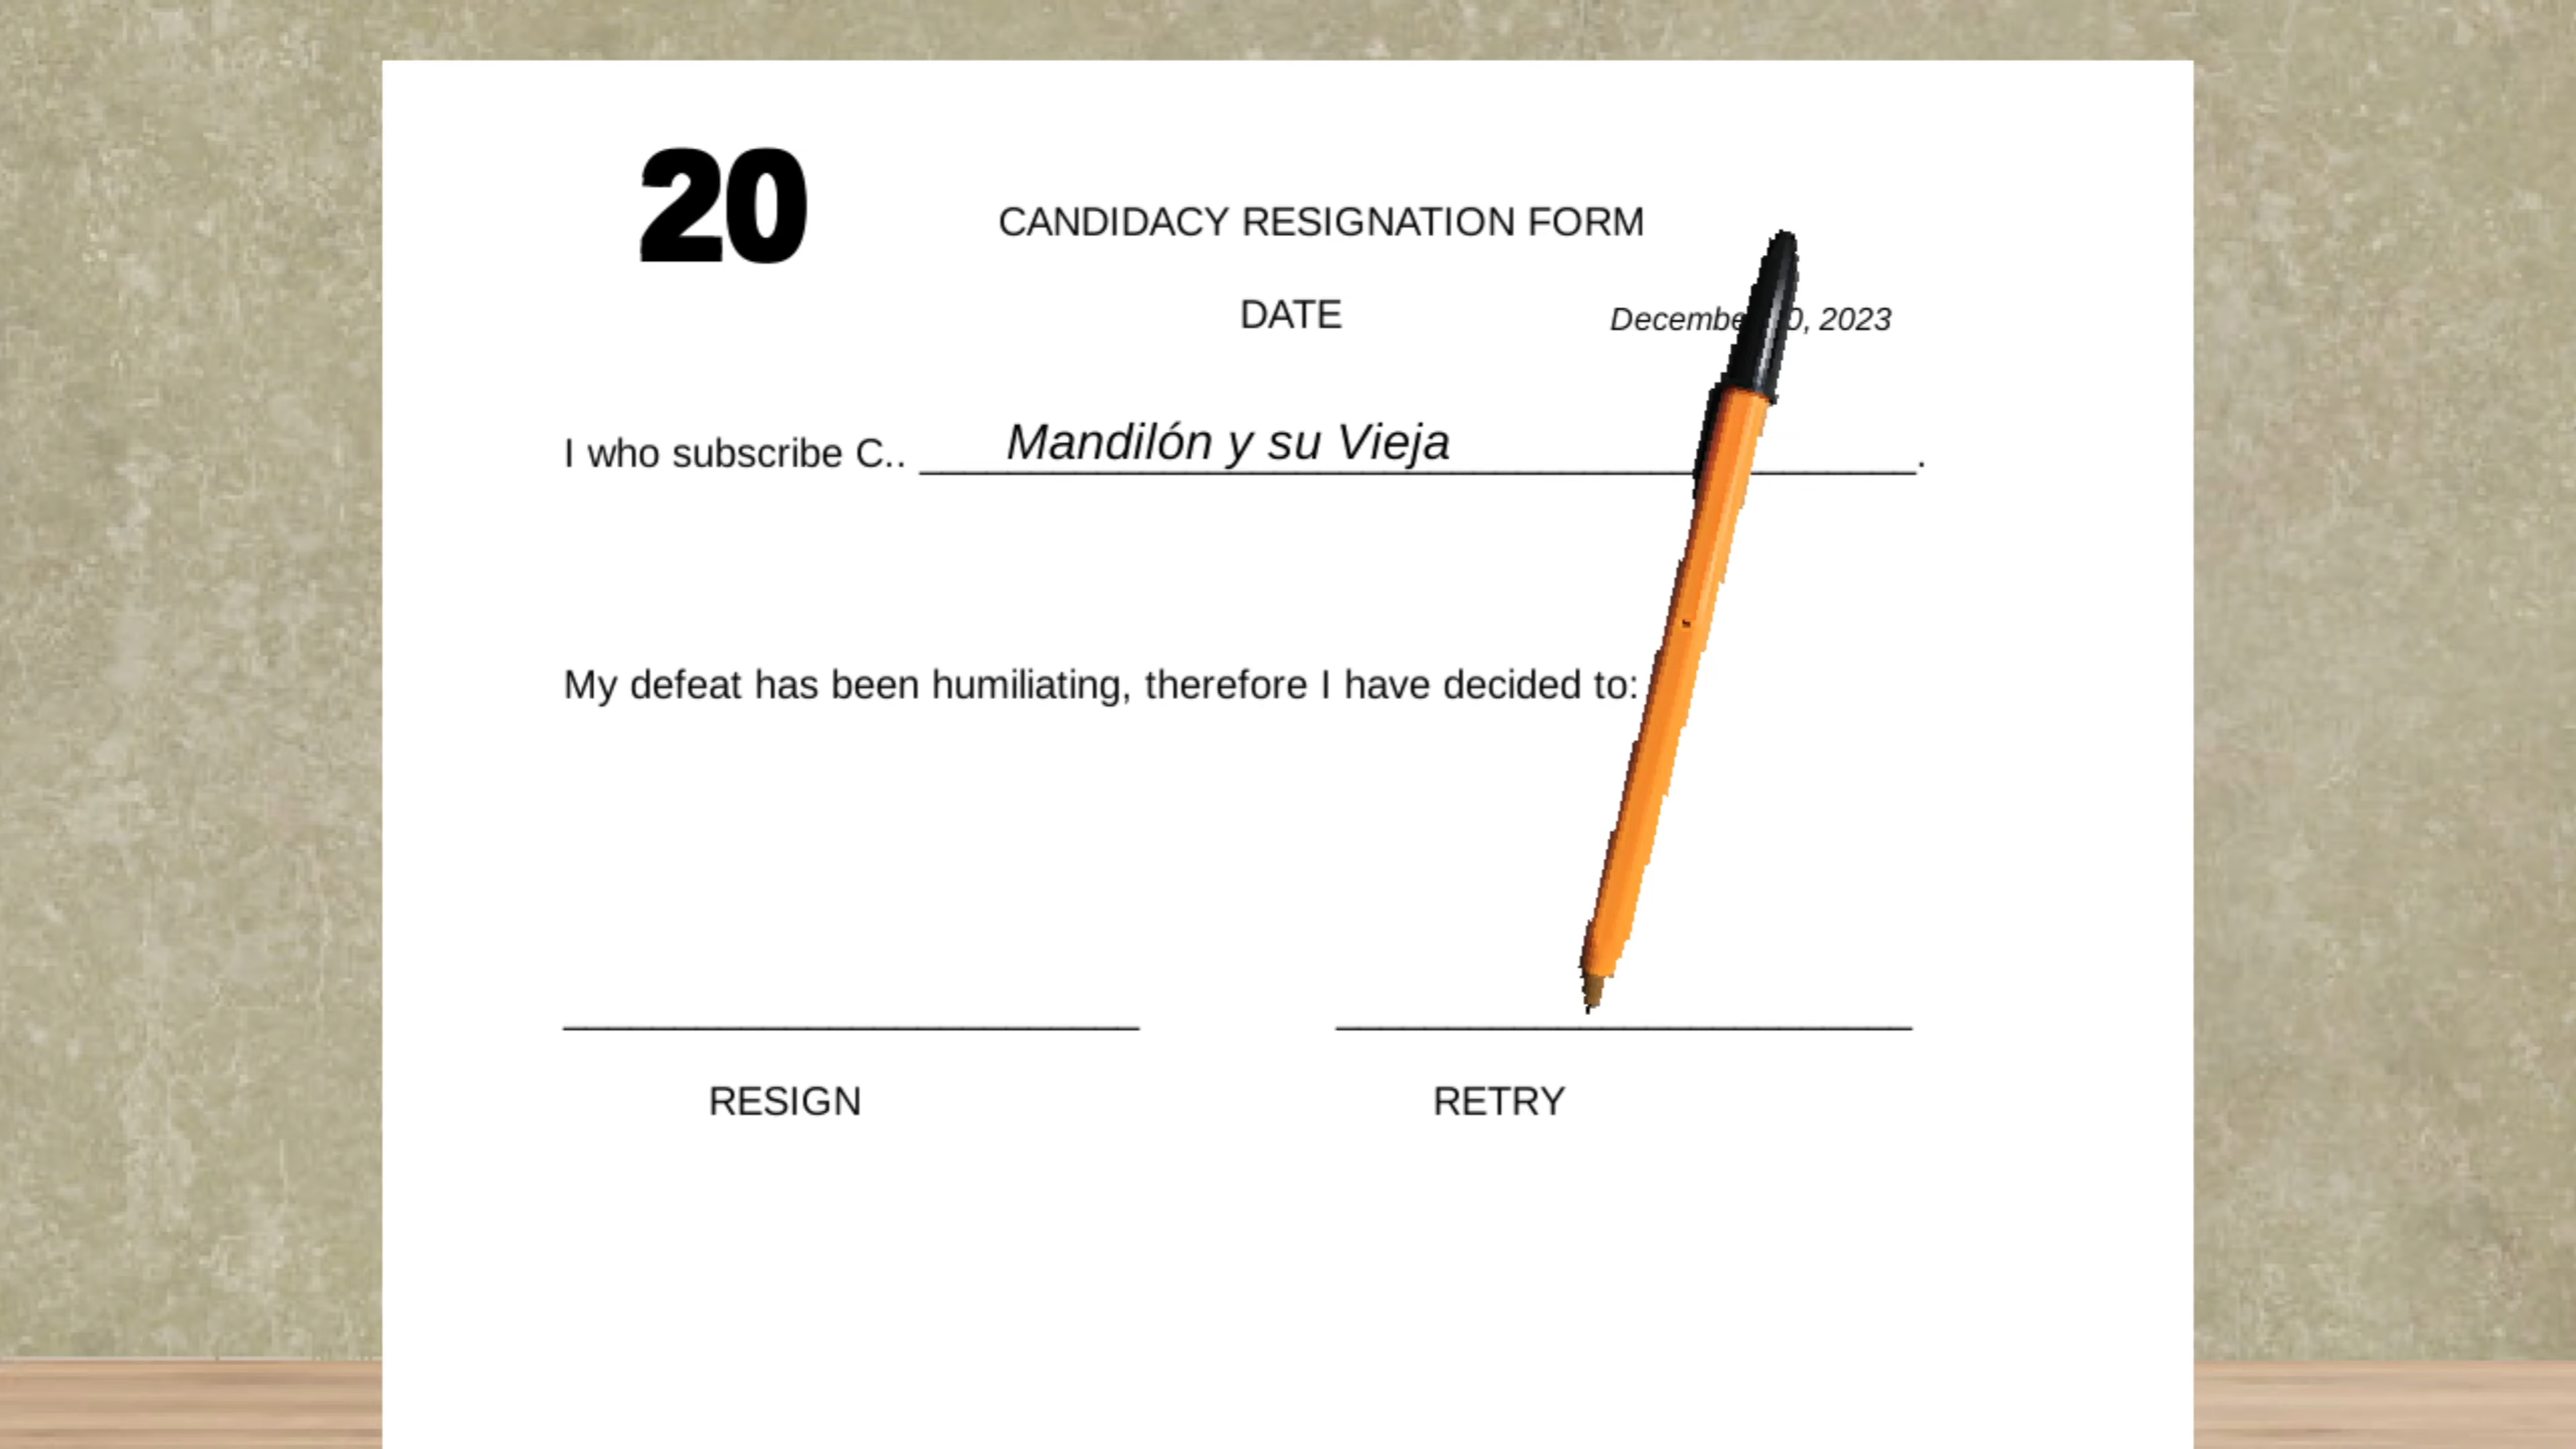 20
CANDIDACY RESIGNATION FORM
DATE
2023
I who subscribe C.. Mandilón y su Vieja .
My defeat has been humiliating, therefore I have decided to:
RESIGN RETRY